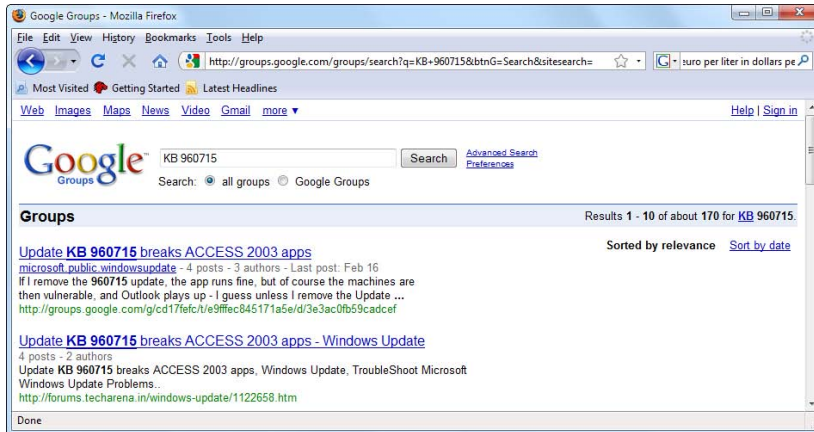 Google Groups - Mozilla Firefox
File Edit View History Bookmarks Tools Help
http://groups.google.com/groups/search?q=KB+960715&btnG=Search&sitesearch= euro per liter in dollars pe
Most Visited Getting Started Latest Headlines
Web Images Maps News Video Gmail more ▼ Help | Sign in
Google™ Groups
KB 960715 Search Advanced Search
Preferences
Search: all groups Google Groups
Groups Results 1 - 10 of about 170 for KB 960715.
Sorted by relevance Sort by date
Update KB 960715 breaks ACCESS 2003 apps
microsoft.public.windowsupdate - 4 posts - 3 authors - Last post: Feb 16
If I remove the 960715 update, the app runs fine, but of course the machines are
then vulnerable, and Outlook plays up - I guess unless I remove the Update ...
http://groups.google.com/g/cd17fefc/t/e9fffec845171a5e/d/3e3ac0fb59cadcef
Update KB 960715 breaks ACCESS 2003 apps - Windows Update
4 posts - 2 authors
Update KB 960715 breaks ACCESS 2003 apps, Windows Update, TroubleShoot Microsoft
Windows Update Problems..
http://forums.techarena.in/windows-update/1122658.htm
Done